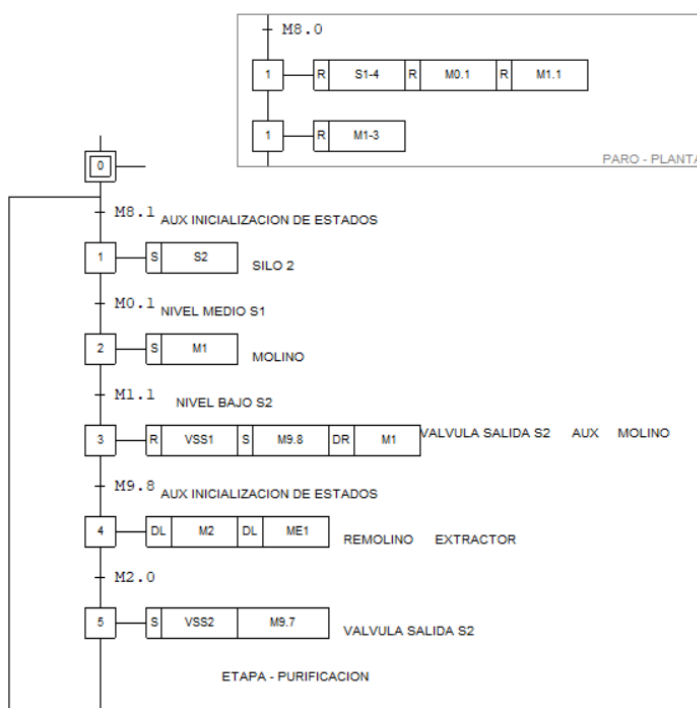 M8.0
1 R S1-4 R M0.1 R M1.1
1 R M1-3
PARO - PLANTA
0
M8.1 AUX INICIALIZACION DE ESTADOS
1 S S2 SILO 2
M0.1 NIVEL MEDIO S1
2 S M1 MOLINO
M1.1 NIVEL BAJO S2
3 R VSS1 S M9.8 DR M1 VALVULA SALIDA S2 AUX MOLINO
M9.8 AUX INICIALIZACION DE ESTADOS
4 DL M2 DL ME1 REMOLINO EXTRACTOR
M2.0
5 S VSS2 M9.7 VALVULA SALIDA S2
ETAPA - PURIFICACION